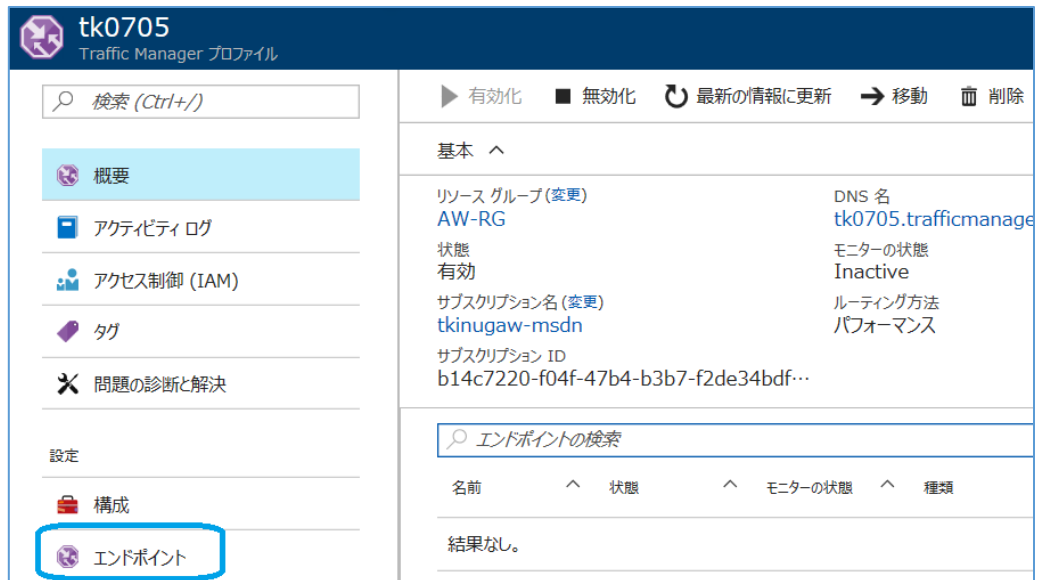 tk0705
Traffic Manager プロファイル
検索 (Ctrl+/)
概要
アクティビティ ログ
アクセス制御 (IAM)
タグ
問題の診断と解決
設定
構成
エンドポイント
有効化 無効化 最新の情報に更新 移動 削除
基本
リソース グループ (変更)
AW-RG
状態
有効
サブスクリプション名 (変更)
tkinugaw-msdn
サブスクリプション ID
b14c7220-f04f-47b4-b3b7-f2de34bdf…
DNS 名
tk0705.trafficmanage
モニターの状態
Inactive
ルーティング方法
パフォーマンス
エンドポイントの検索
名前 状態 モニターの状態 種類
結果なし。